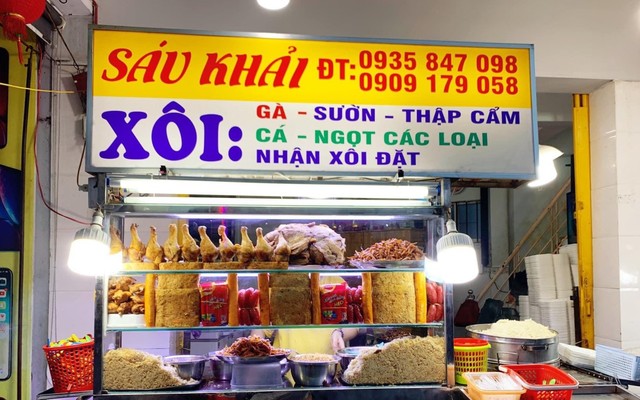 SÁU KHẢI ĐT: 0935 847 098
0909 179 058
XÔI: GÀ - SƯỜN - THẬP CẨM
CÁ - NGỌT CÁC LOẠI
NHẬN XÔI ĐẶT